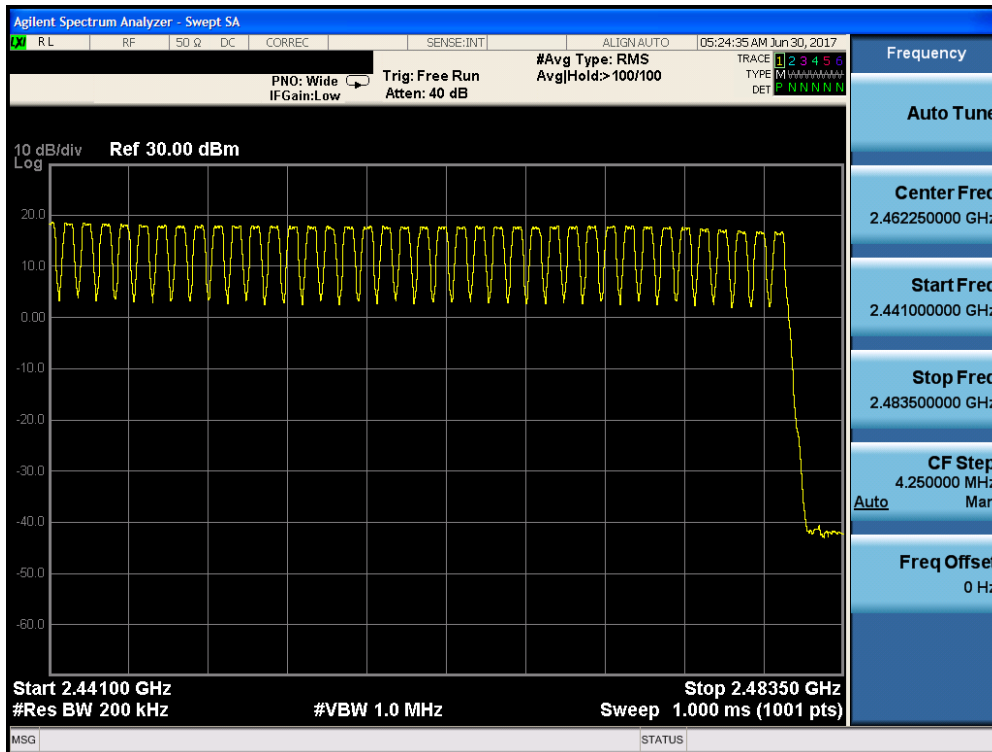 Agilent Spectrum Analyzer - Swept SA
LXI RL RF 50 Ω DC CORREC SENSE:INT ALIGN AUTO 05:24:35 AM Jun 30, 2017
Frequency
PNO: Wide Trig: Free Run #Avg Type: RMS TRACE 1 2 3 4 5 6
IFGain:Low Atten: 40 dB Avg|Hold:> 100/100 TYPE M
DET P N N N N N
Auto Tune
10 dB/div Ref 30.00 dBm
Log
20.0
10.0
0.00
-10.0
-20.0
-30.0
-40.0
-50.0
-60.0
Center Freq
2.462250000 GHz
Start Freq
2.441000000 GHz
Stop Freq
2.483500000 GHz
CF Step
4.250000 MHz
Auto Man
Freq Offset
0 Hz
Start 2.44100 GHz Stop 2.48350 GHz
#Res BW 200 kHz #VBW 1.0 MHz Sweep 1.000 ms (1001 pts)
MSG STATUS